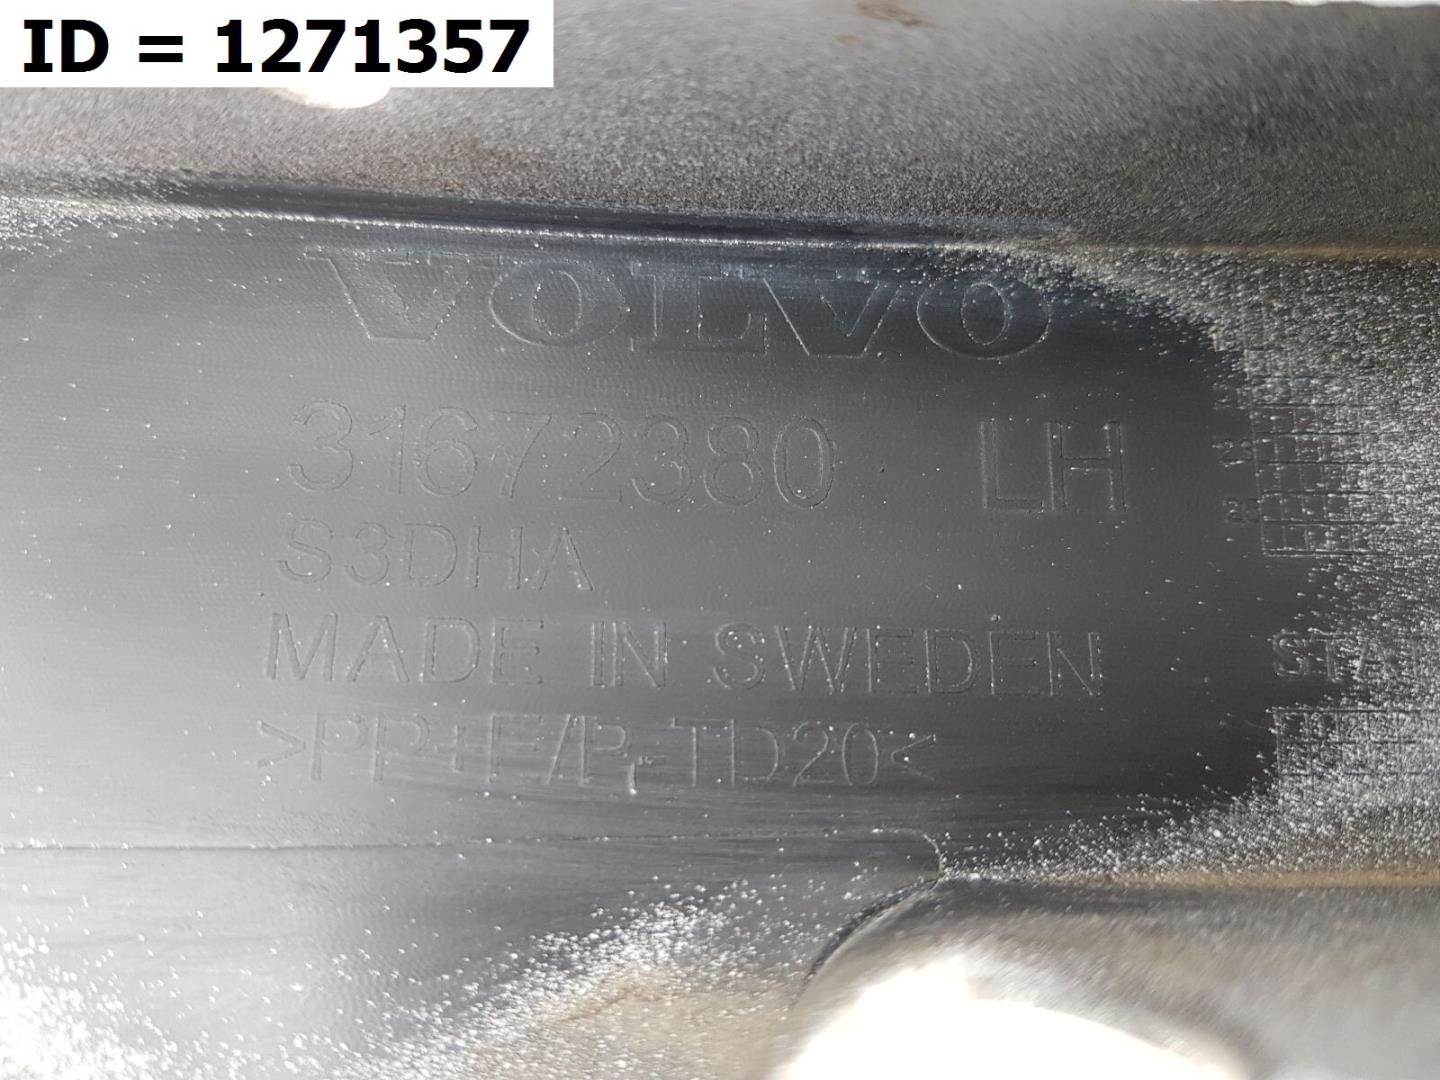 ID = 1271357
VOLVO
31672380 LH
S3DHA
MADE IN SWEDEN
>PP+E/P-TD20<